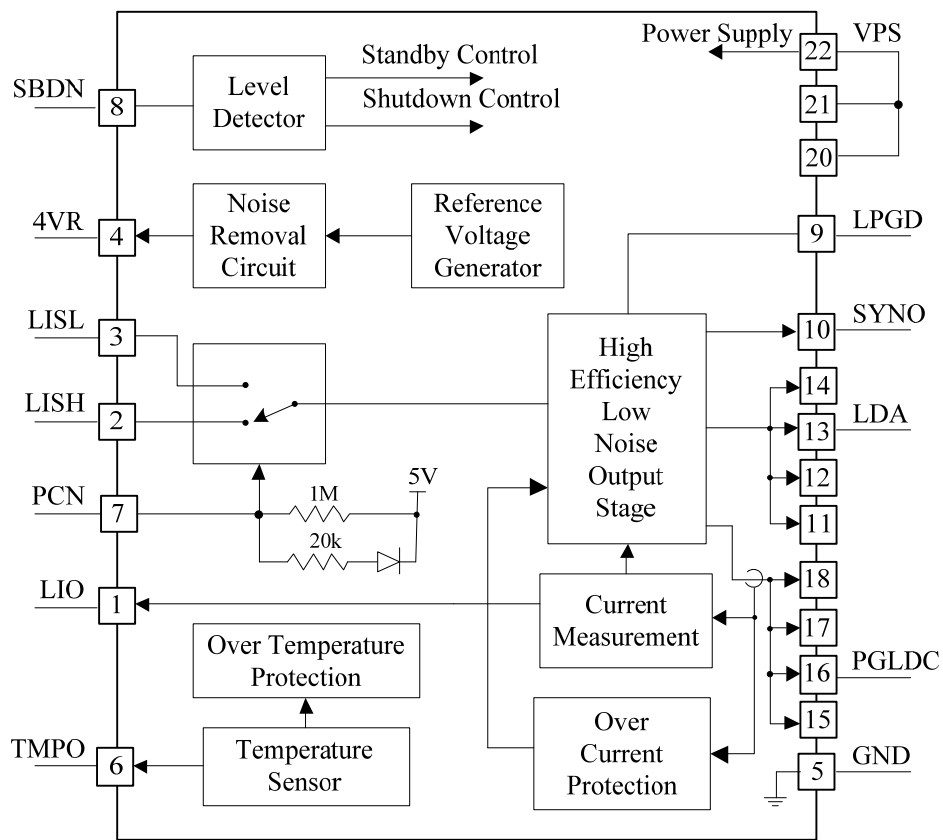 SBDN
8
Level
Detector
Standby Control
Shutdown Control
Power Supply
22
VPS
21
20
4VR
4
Noise
Removal
Circuit
Reference
Voltage
Generator
9
LPGD
LISL
3
LISH
2
High
Efficiency
Low
Noise
Output
Stage
10
SYNO
14
13
LDA
12
11
PCN
7
1M
20k
5V
LIO
1
Current
Measurement
18
17
16
PGLDC
15
Over Temperature
Protection
TMPO
6
Temperature
Sensor
Over
Current
Protection
5
GND